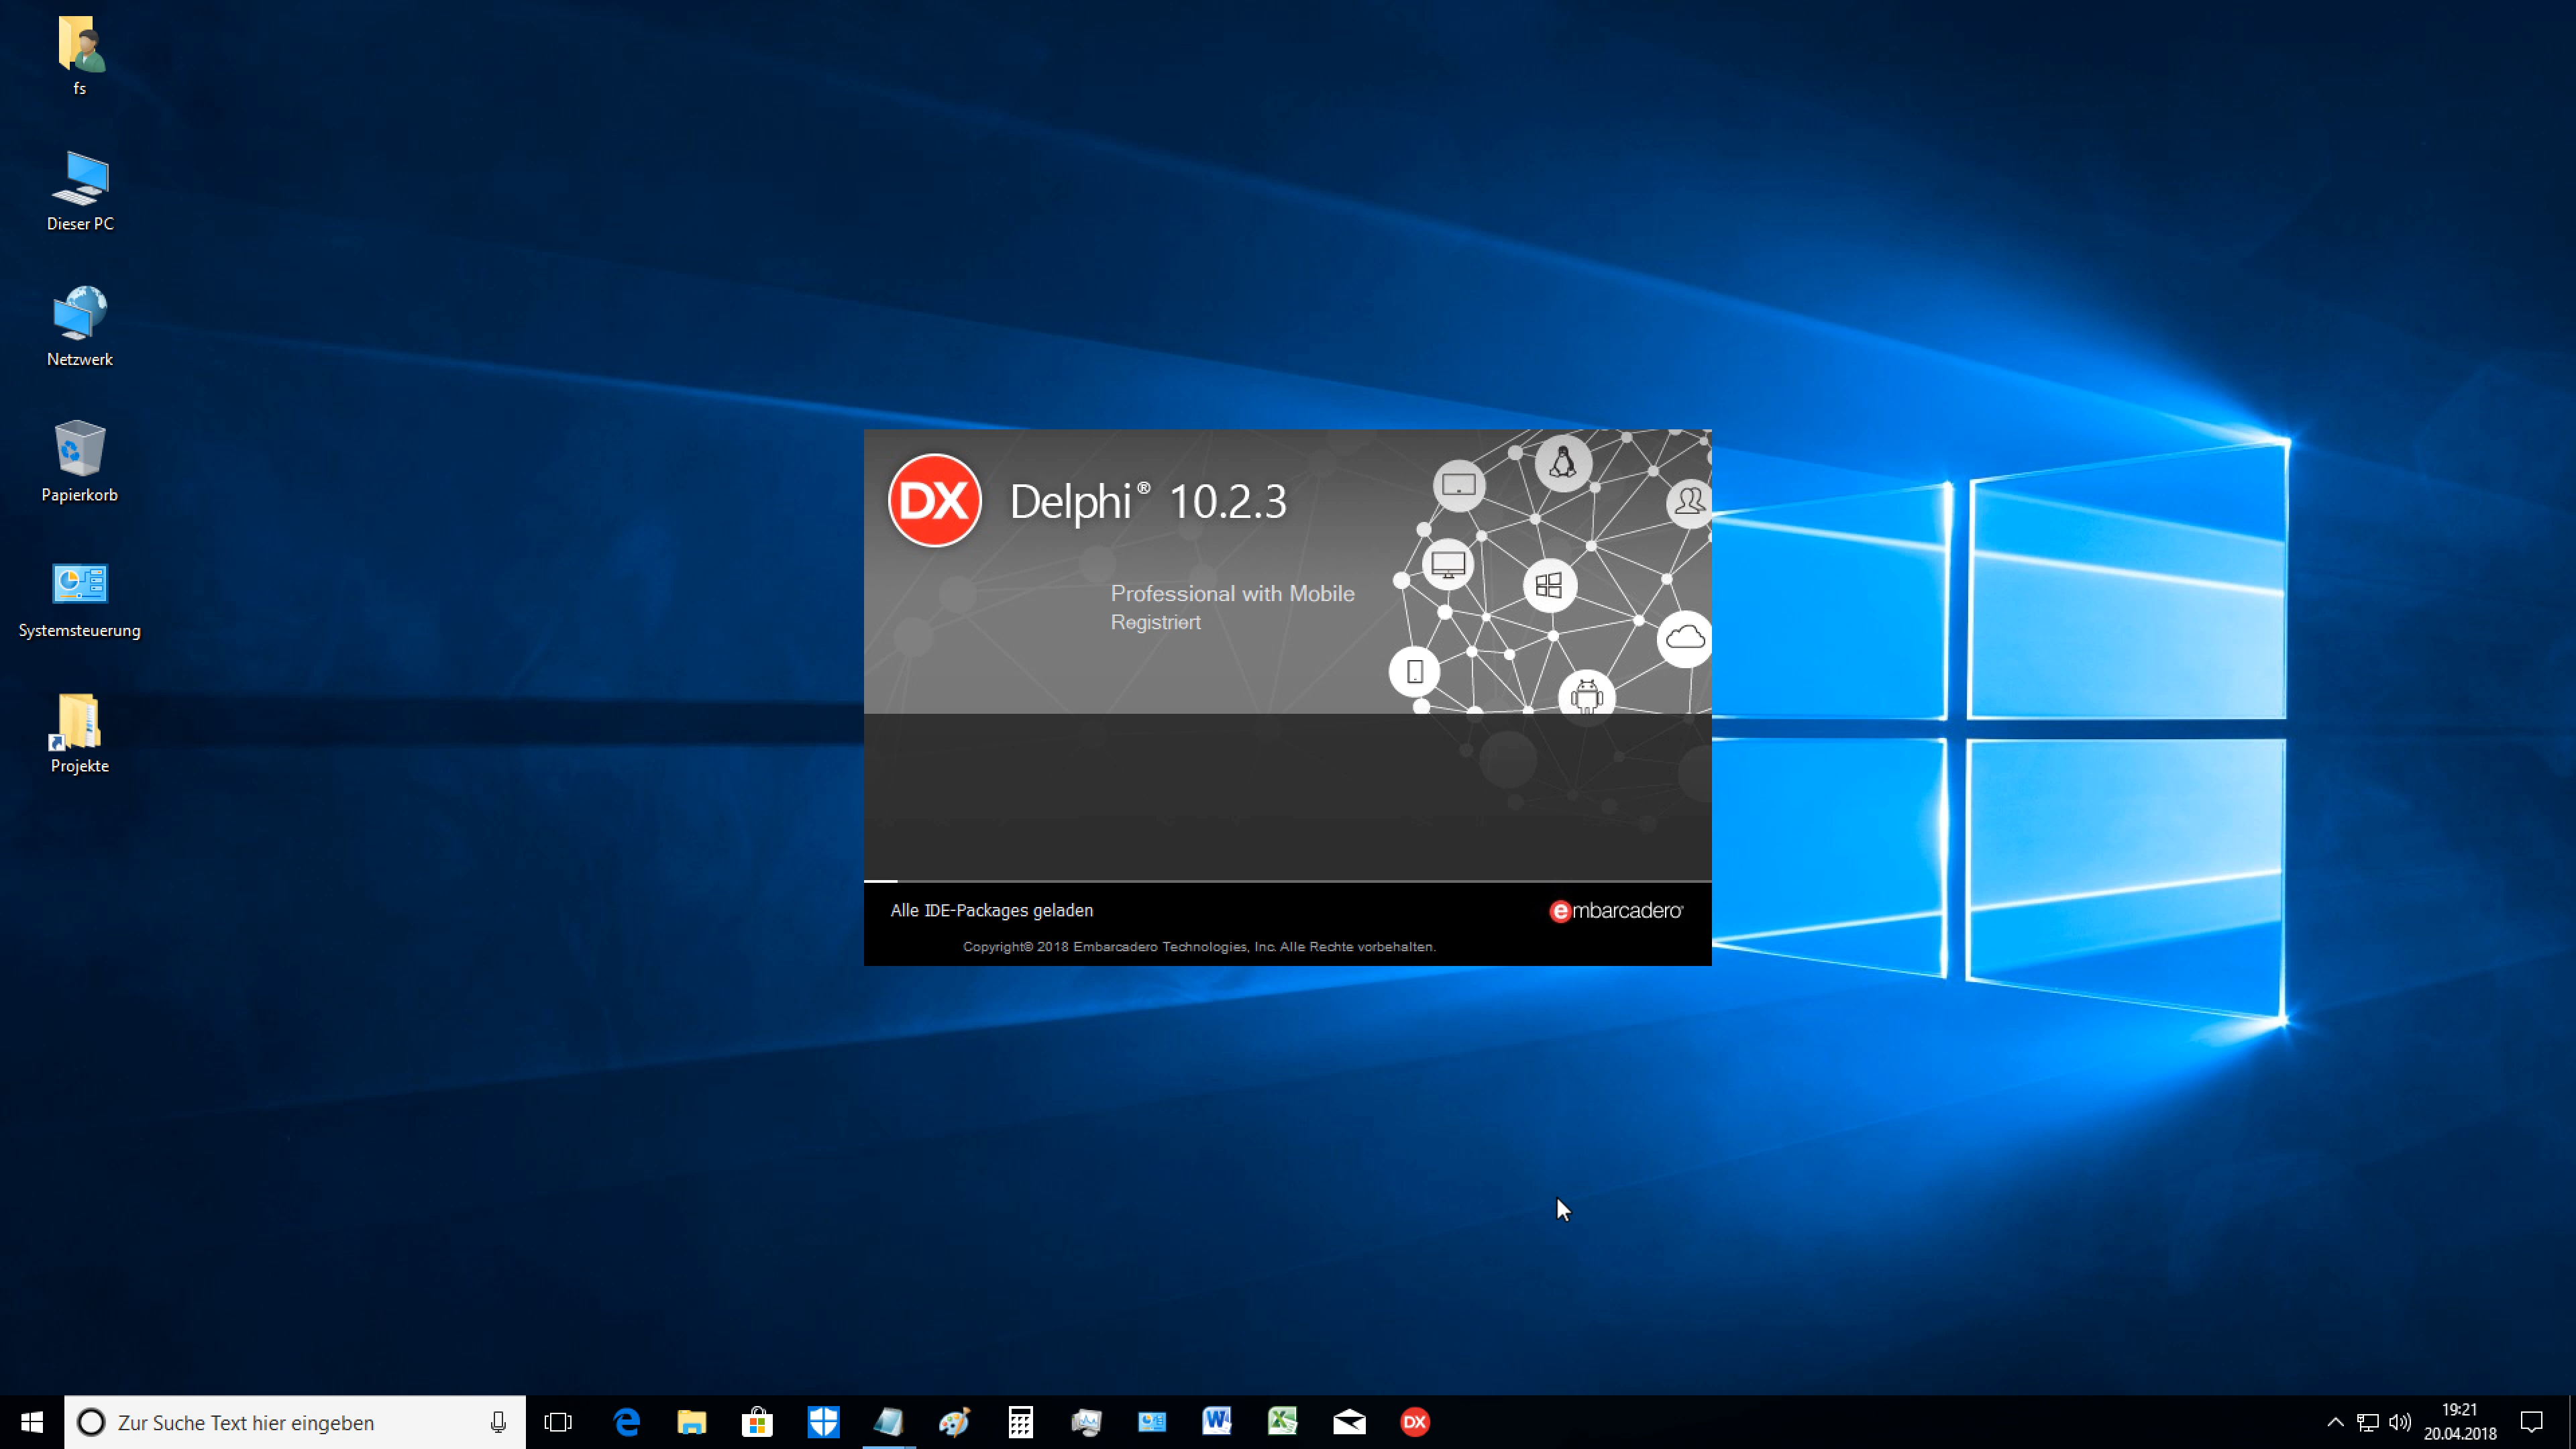 fs
Dieser PC
Netzwerk
Papierkorb
Systemsteuerung
Projekte
DX
Delphi® 10.2.3
Professional with Mobile
Registriert
Alle IDE-Packages geladen
embarcadero®
Copyright© 2018 Embarcadero Technologies, Inc. Alle Rechte vorbehalten.
Zur Suche Text hier eingeben
DX
19:21
20.04.2018